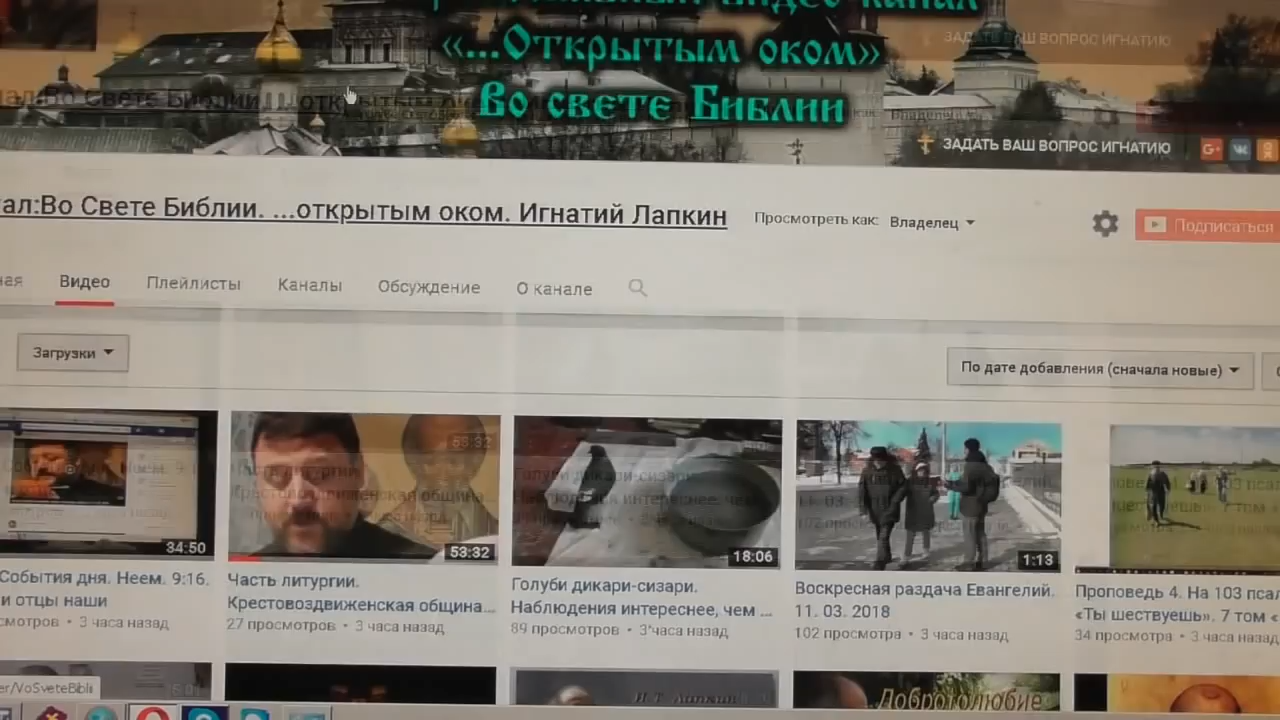 видео канал
«...Открытым оком»
Во свете Библии
ЗАДАТЬ ВАШ ВОПРОС ИГНАТИЮ
ЗАДАТЬ ВАШ ВОПРОС ИГНАТИЮ
ал:Во Свете Библии. ...открытым оком. Игнатий Лапкин
Просмотреть как: Владелец
Подписаться
ная Видео Плейлисты Каналы Обсуждение О канале
Загрузки
По дате добавления (сначала новые)
34:50
53:32
18:06
1:13
События дня. Неем. 9:16.
и отцы наши
смотров • 3 часа назад
Часть литургии.
Крестовоздвиженская община...
27 просмотров • 3 часа назад
Голуби дикари-сизари.
Наблюдения интереснее, чем ...
89 просмотров • 3 часа назад
Воскресная раздача Евангелий.
11. 03. 2018
102 просмотра • 3 часа назад
Проповедь 4. На 103 псал
«Ты шествуешь». 7 том «
34 просмотра • 3 часа назад
er/VoSveteBibli
И.Т. Лапкин
Добротолюбие